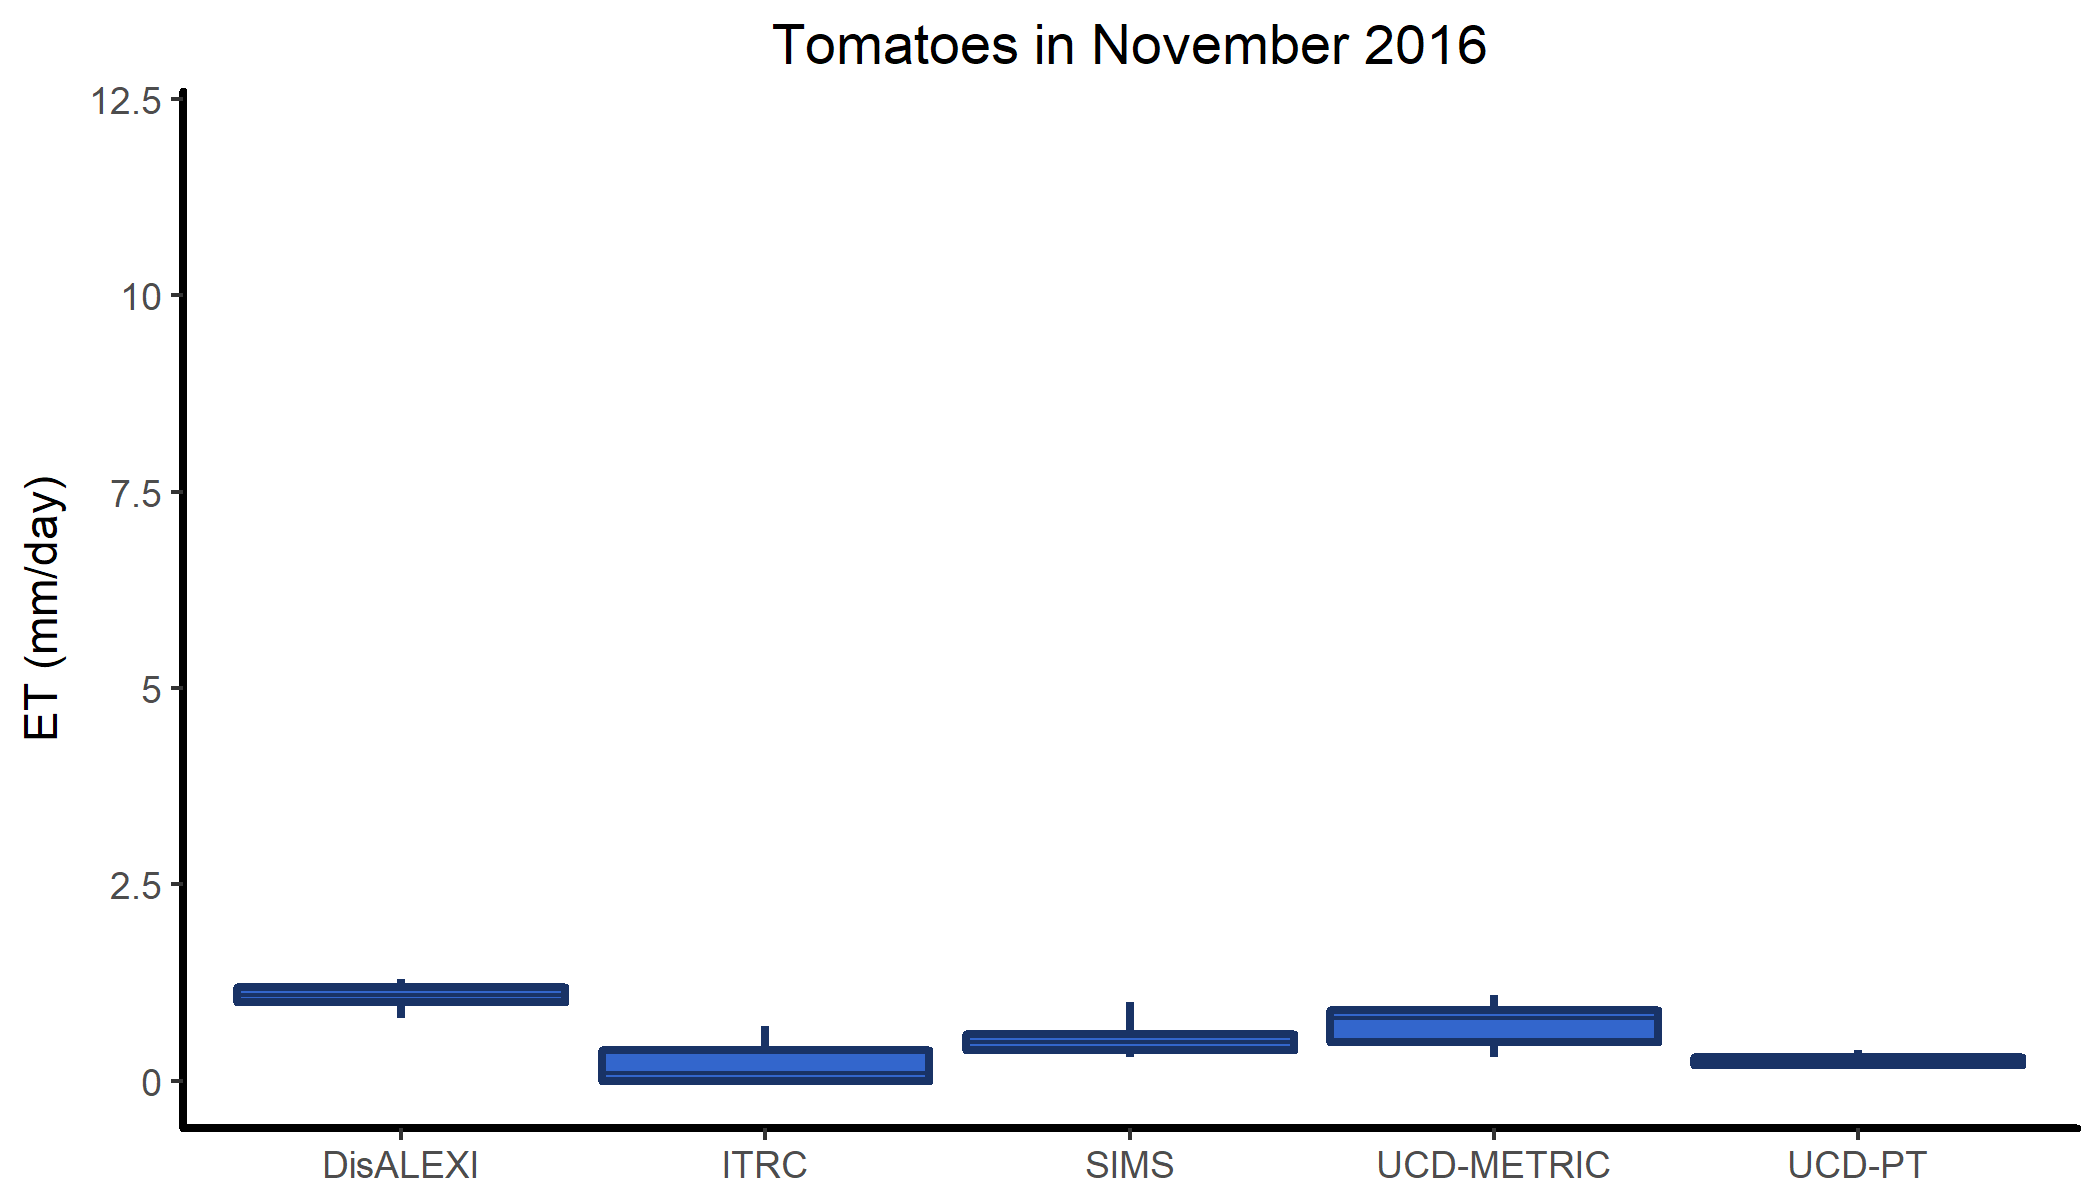 Tomatoes in November 2016
12.5
10
7.5
5
2.5
0
ET (mm/day)
DisALEXI ITRC SIMS UCD-METRIC UCD-PT